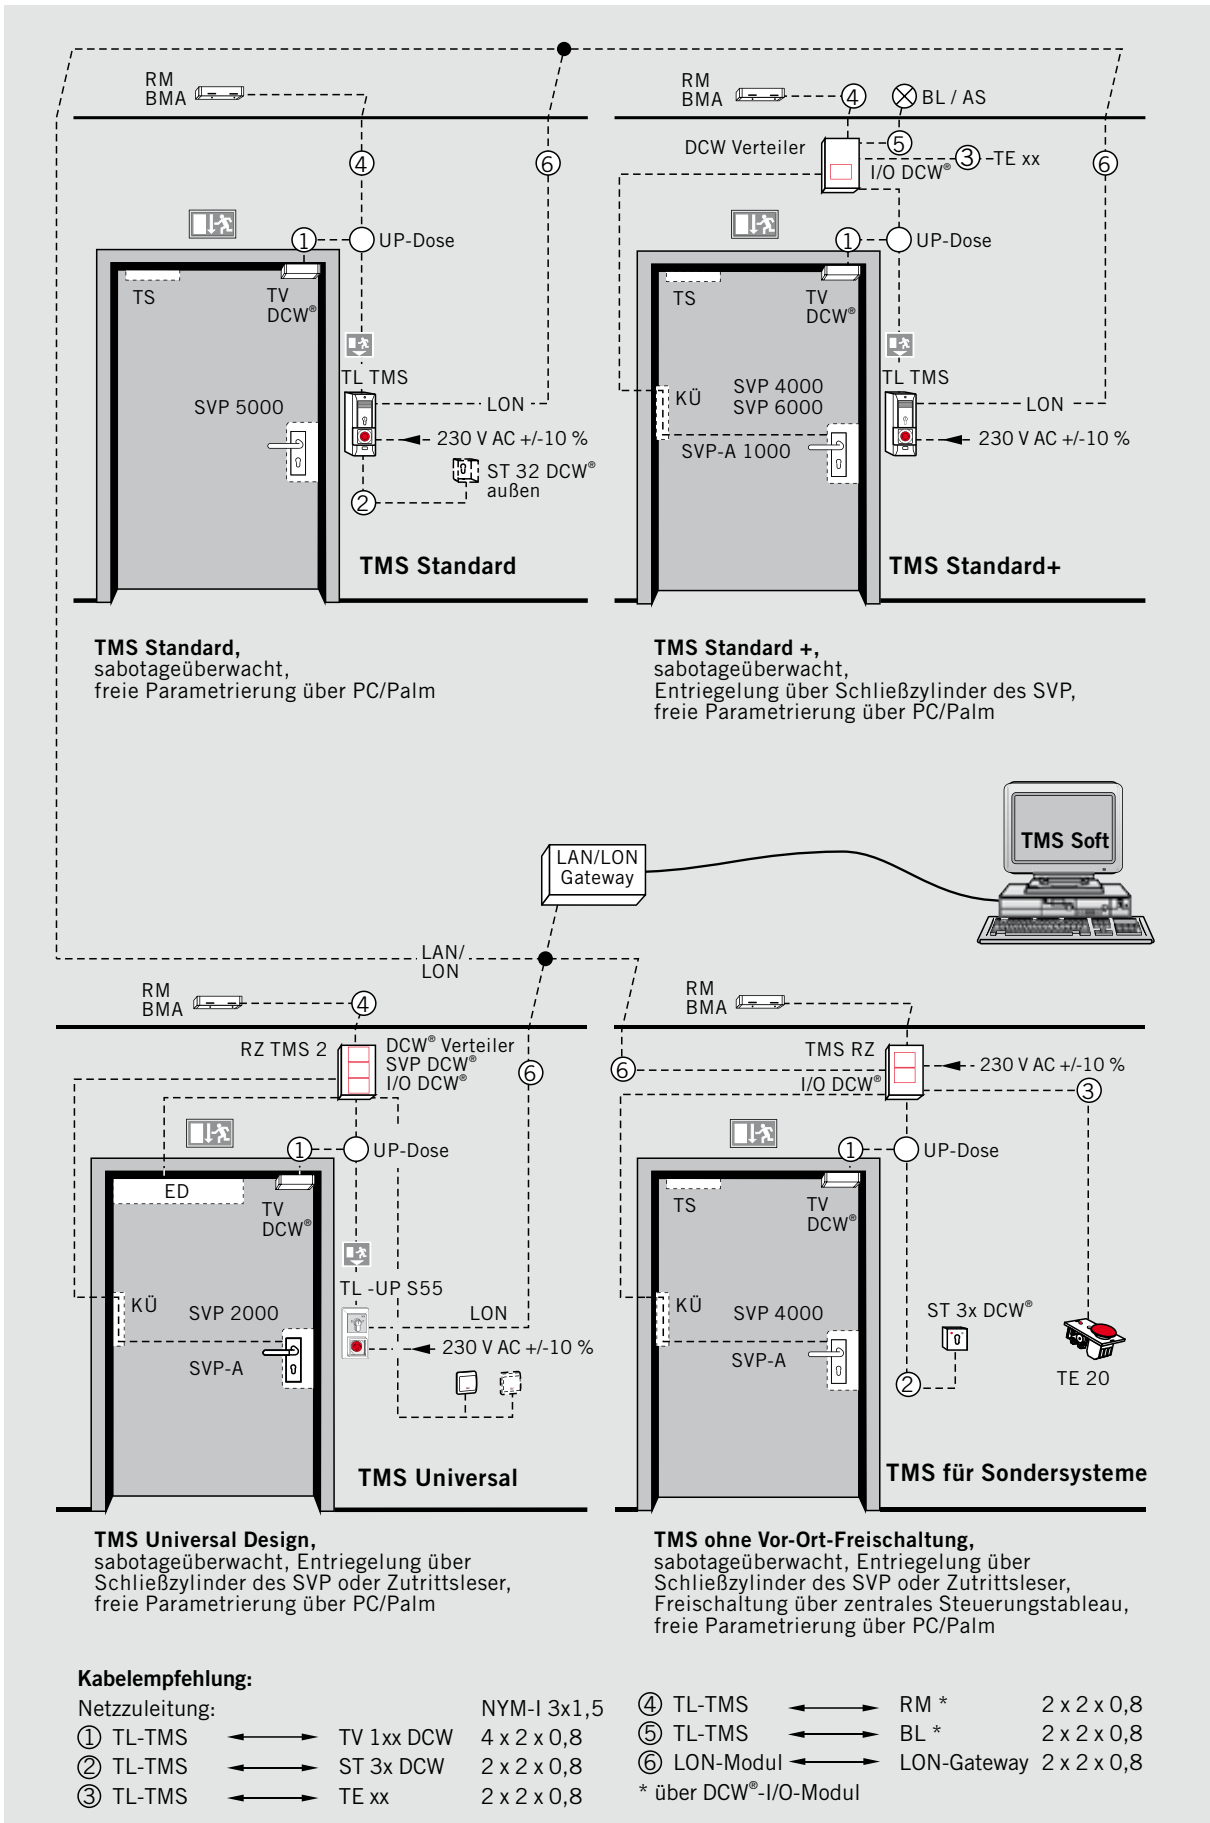 RM
BMA
4
6
UP-Dose
1
TS
TV
DCW®
TL TMS
SVP 5000
LON
230 V AC +/-10 %
ST 32 DCW®
außen
2
TMS Standard
RM
BMA
4
BL / AS
DCW Verteiler
5
3
TE xx
I/O DCW®
6
1
UP-Dose
TS
TV
DCW®
TL TMS
KÜ
SVP 4000
SVP 6000
LON
SVP-A 1000
230 V AC +/-10 %
TMS Standard+
TMS Standard,
sabotageüberwacht,
freie Parametrierung über PC/Palm
TMS Standard +,
sabotageüberwacht,
Entriegelung über Schließzylinder des SVP,
freie Parametrierung über PC/Palm
TMS Soft
LAN/LON
Gateway
LAN/
LON
RM
BMA
4
RZ TMS 2
DCW® Verteiler
SVP DCW®
I/O DCW®
6
1
UP-Dose
ED
TV
DCW®
TL -UP S55
KÜ
SVP 2000
LON
230 V AC +/-10 %
SVP-A
TMS Universal
RM
BMA
TMS RZ
6
230 V AC +/-10 %
I/O DCW®
3
1
UP-Dose
TS
TV
DCW®
KÜ
SVP 4000
ST 3x DCW®
SVP-A
2
TE 20
TMS für Sondersysteme
TMS Universal Design,
sabotageüberwacht, Entriegelung über
Schließzylinder des SVP oder Zutrittsleser,
freie Parametrierung über PC/Palm
TMS ohne Vor-Ort-Freischaltung,
sabotageüberwacht, Entriegelung über
Schließzylinder des SVP oder Zutrittsleser,
Freischaltung über zentrales Steuerungstableau,
freie Parametrierung über PC/Palm
Kabelempfehlung:
Netzzuleitung: NYM-I 3x1,5
1 TL-TMS ↔ TV 1xx DCW 4 x 2 x 0,8
2 TL-TMS ↔ ST 3x DCW 2 x 2 x 0,8
3 TL-TMS ↔ TE xx 2 x 2 x 0,8
4 TL-TMS ↔ RM * 2 x 2 x 0,8
5 TL-TMS ↔ BL * 2 x 2 x 0,8
6 LON-Modul ↔ LON-Gateway 2 x 2 x 0,8
* über DCW®-I/O-Modul